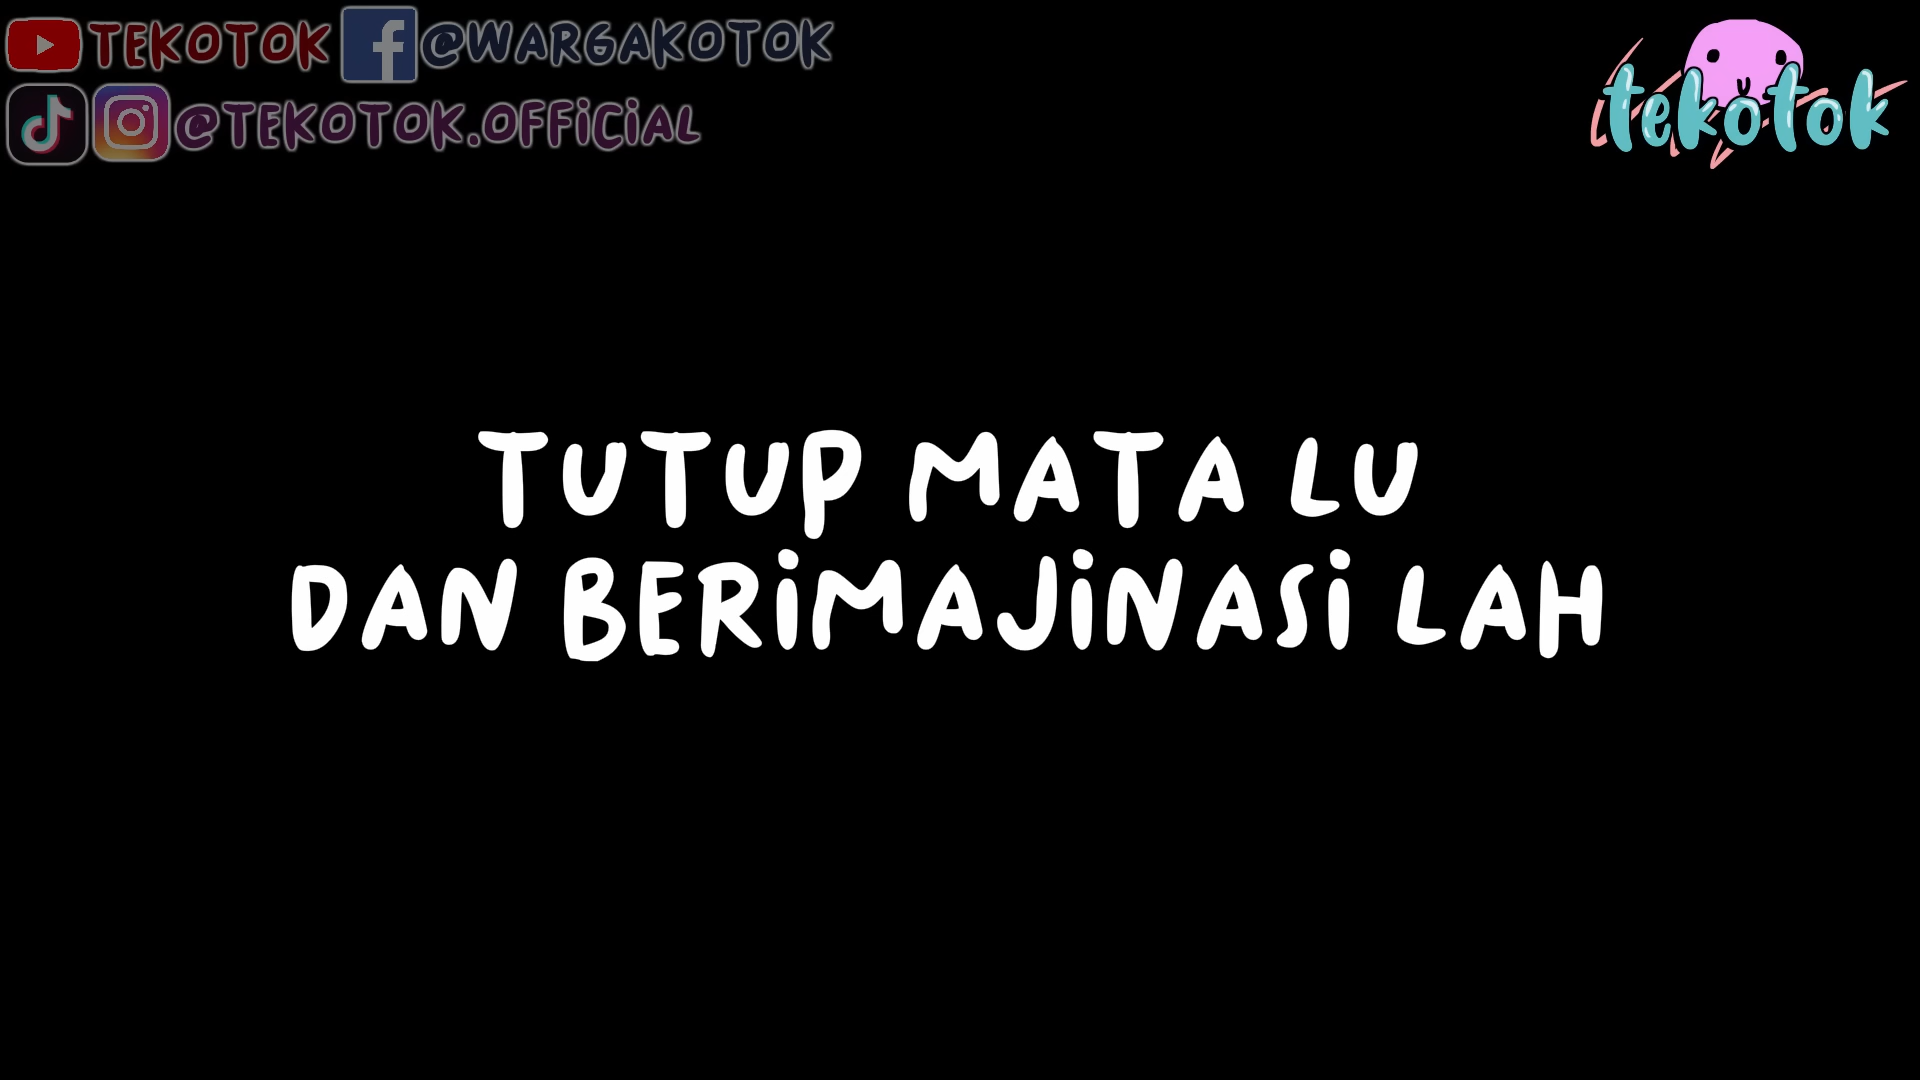 TEKOTOK @WARGAKOTOK
@TEKOTOK.OFFICIAL
tekotok
TUTUP MATA LU
DAN BERIMAJINASI LAH